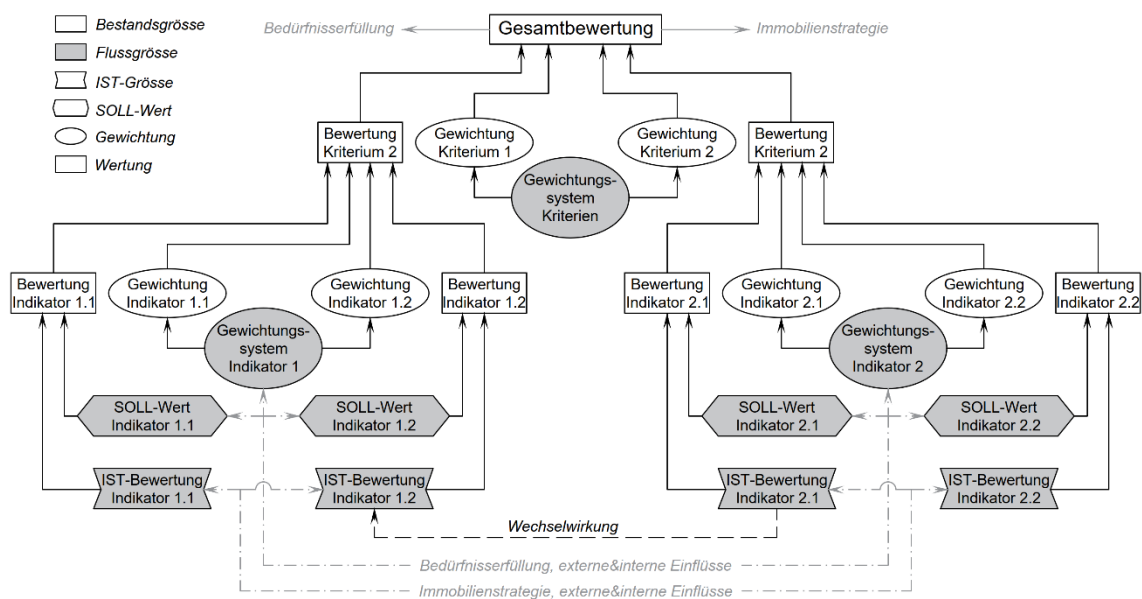 Bedürfniserfüllung
Gesamtbewertung
Immobilienstrategie
Bestandsgrösse
Flussgrösse
IST-Grösse
SOLL-Wert
Gewichtung
Wertung
Bewertung
Kriterium 2
Gewichtung
Kriterium 1
Gewichtung
Kriterium 2
Bewertung
Kriterium 2
Gewichtungs-
system
Kriterien
Bewertung
Indikator 1.1
Gewichtung
Indikator 1.1
Gewichtung
Indikator 1.2
Bewertung
Indikator 1.2
Bewertung
Indikator 2.1
Gewichtung
Indikator 2.1
Gewichtung
Indikator 2.2
Bewertung
Indikator 2.2
Gewichtungs-
system
Indikator 1
Gewichtungs-
system
Indikator 2
SOLL-Wert
Indikator 1.1
SOLL-Wert
Indikator 1.2
SOLL-Wert
Indikator 2.1
SOLL-Wert
Indikator 2.2
IST-Bewertung
Indikator 1.1
IST-Bewertung
Indikator 1.2
IST-Bewertung
Indikator 2.1
IST-Bewertung
Indikator 2.2
Wechselwirkung
Bedürfniserfüllung, externe&interne Einflüsse
Immobilienstrategie, externe&interne Einflüsse